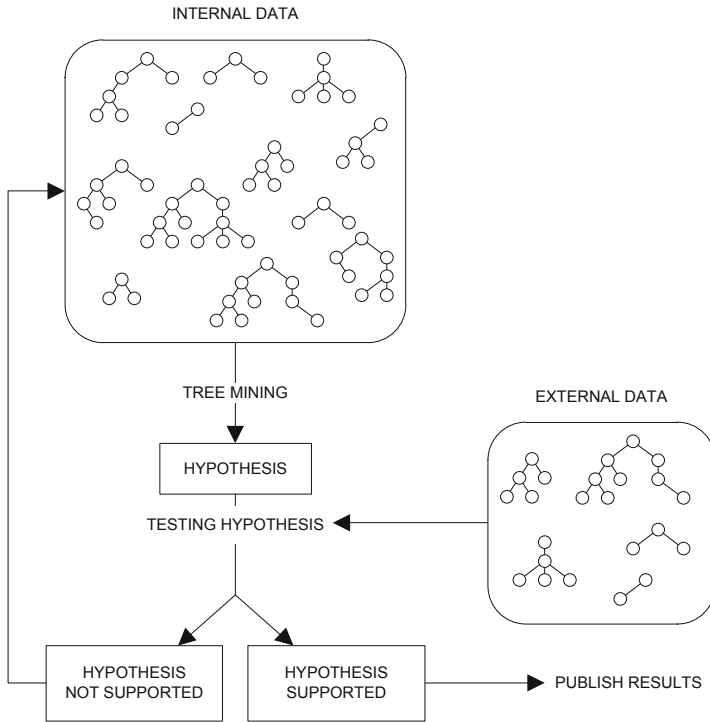 INTERNAL DATA
TREE MINING
EXTERNAL DATA
HYPOTHESIS
TESTING HYPOTHESIS
HYPOTHESIS
NOT SUPPORTED
HYPOTHESIS
SUPPORTED
PUBLISH RESULTS